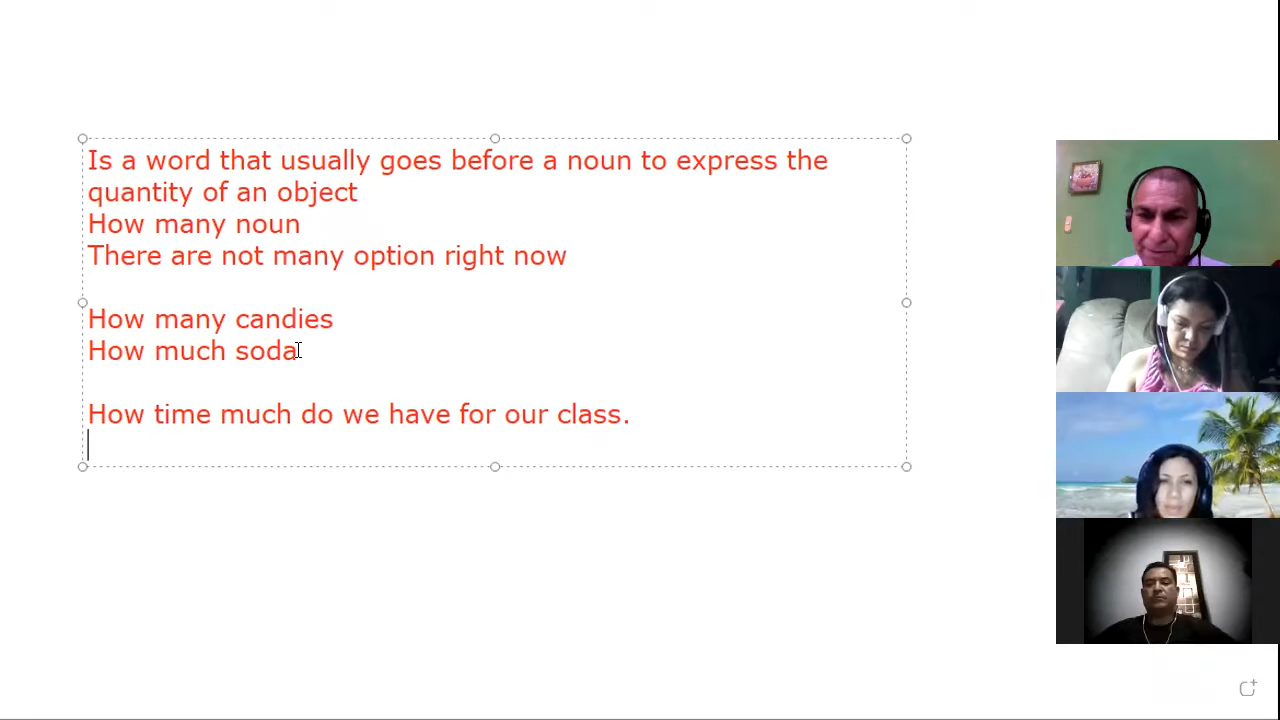 Is a word that usually goes before a noun to express the
quantity of an object
How many noun
There are not many option right now
How many candies
How much soda
How time much do we have for our class.